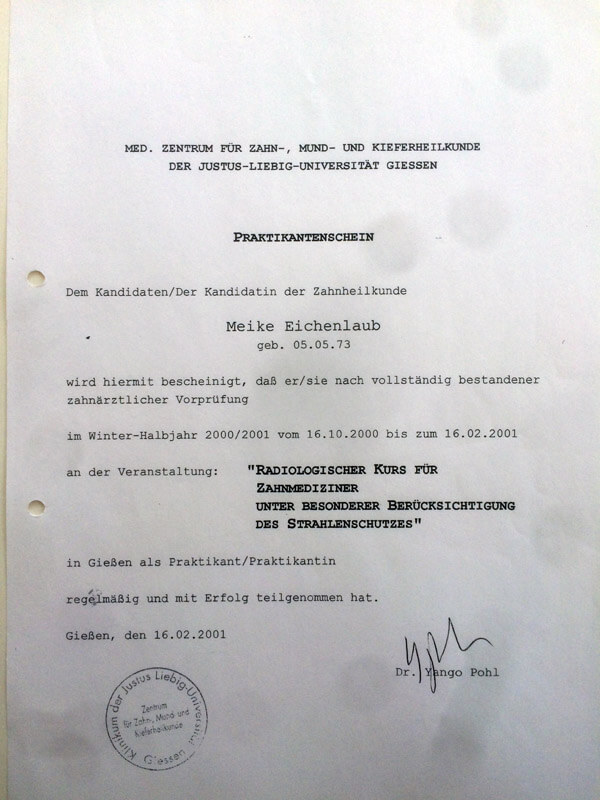 MED. ZENTRUM FÜR ZAHN-, MUND- UND KIEFERHEILKUNDE
DER JUSTUS-LIEBIG-UNIVERSITÄT GIESSEN
PRAKTIKANTENSCHEIN
Dem Kandidaten/Der Kandidatin der Zahnheilkunde
Meike Eichenlaub
geb. 05.05.73
wird hiermit bescheinigt, daß er/sie nach vollständig bestandener
zahnärztlicher Vorprüfung
im Winter-Halbjahr 2000/2001 vom 16.10.2000 bis zum 16.02.2001
an der Veranstaltung: "RADIOLOGISCHER KURS FÜR
ZAHNMEDIZINER
UNTER BESONDERER BERÜCKSICHTIGUNG
DES STRAHLENSCHUTZES"
in Gießen als Praktikant/Praktikantin
regelmäßig und mit Erfolg teilgenommen hat.
Gießen, den 16.02.2001
Dr. Yango Pohl
Klinikum der Justus Liebig-Universität
Zentrum
für Zahn-, Mund- und
Kieferheilkunde
Giessen